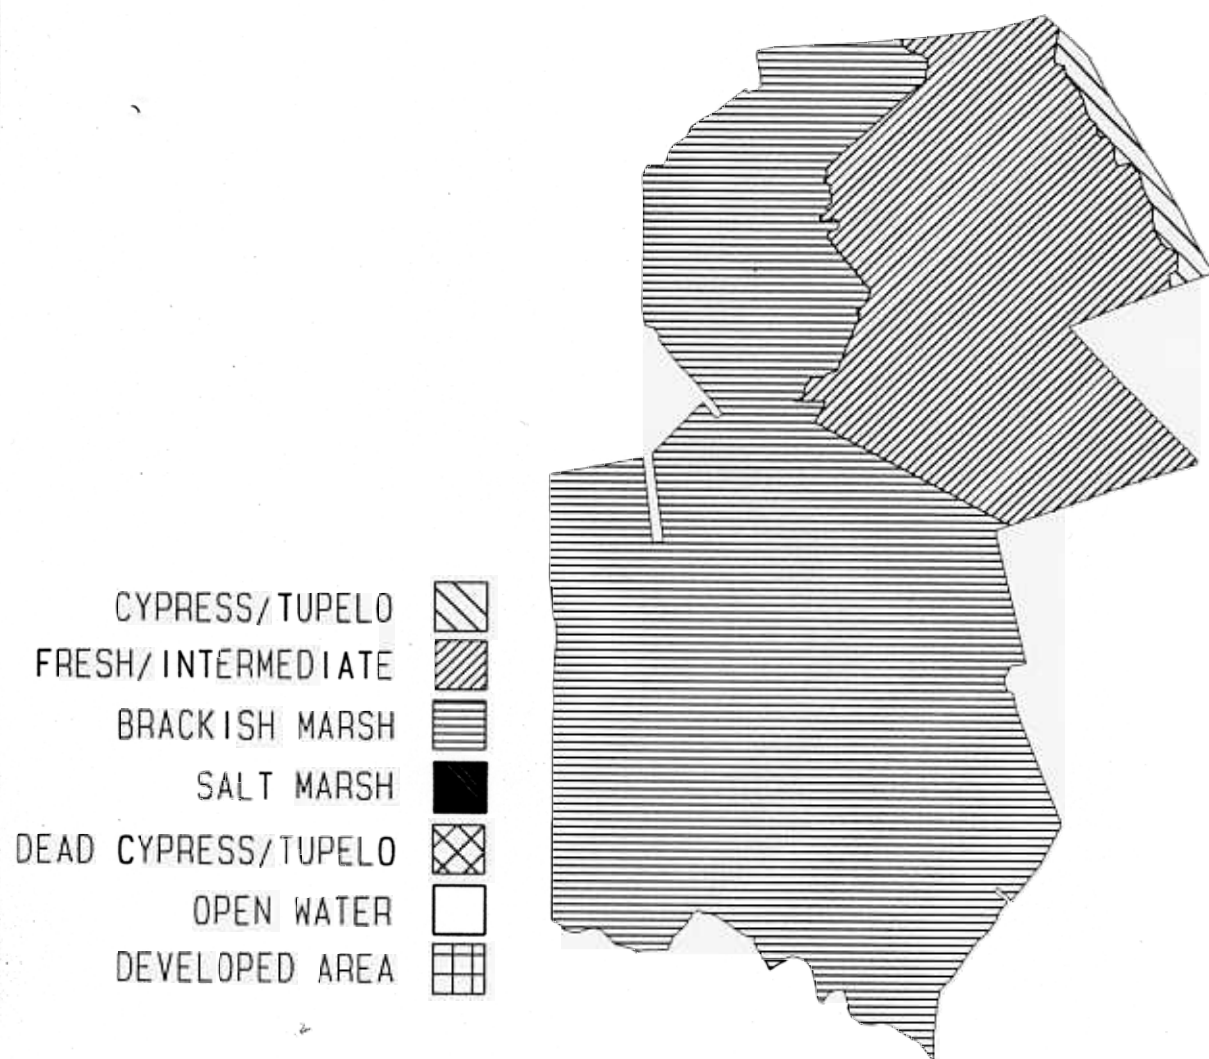 CYPRESS/TUPELO
FRESH/INTERMEDIATE
BRACKISH MARSH
SALT MARSH
DEAD CYPRESS/TUPELO
OPEN WATER
DEVELOPED AREA